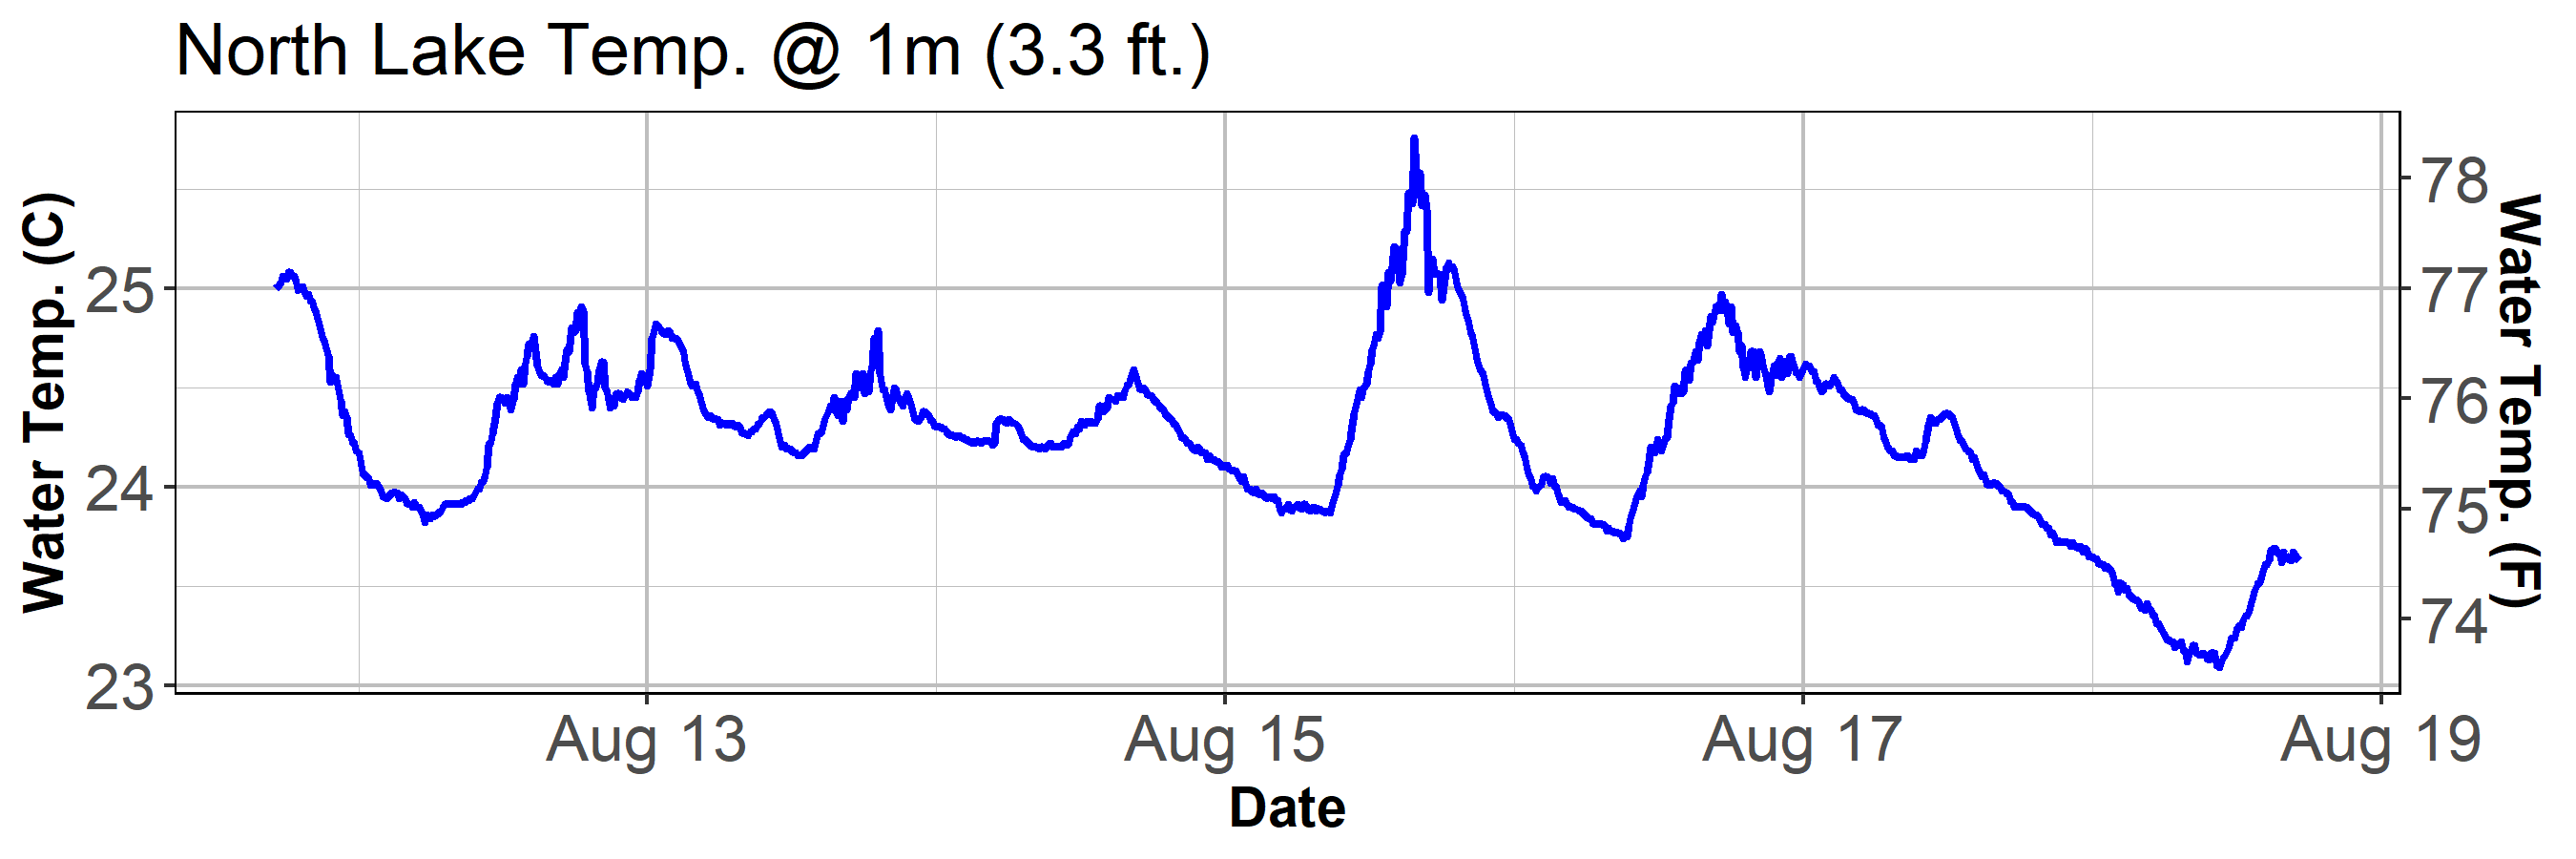 North Lake Temp. @ 1m (3.3 ft.)
Water Temp. (C)
25
24
23
78
77
76
75
74
Water Temp. (F)
Aug 13 Aug 15 Aug 17 Aug 19
Date